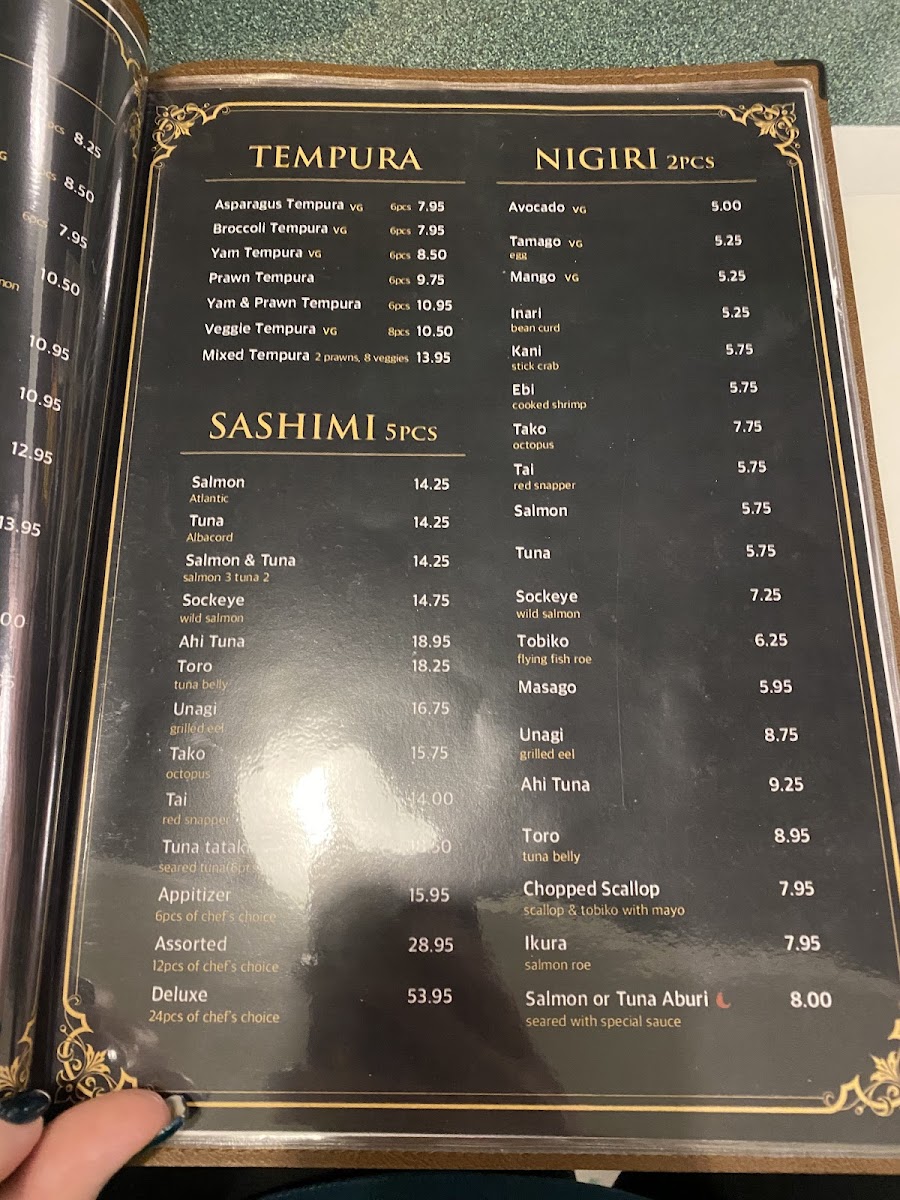 pcs 8.25
8.50
6pcs 7.95
10.50
10.95
10.95
12.95
13.95
TEMPURA
Asparagus Tempura VG 6pcs 7.95
Broccoli Tempura VG 6pcs 7.95
Yam Tempura VG 6pcs 8.50
Prawn Tempura 6pcs 9.75
Yam & Prawn Tempura 6pcs 10.95
Veggie Tempura VG 8pcs 10.50
Mixed Tempura 2 prawns, 8 veggies 13.95
SASHIMI 5PCS
Salmon 14.25
Atlantic
Tuna 14.25
Albacord
Salmon & Tuna 14.25
salmon 3 tuna 2
Sockeye 14.75
wild salmon
Ahi Tuna 18.95
Toro 18.25
tuna belly
Unagi 16.75
grilled eel
Tako 15.75
octopus
Tai 14.00
red snapper
Tuna
seared
Appitizer 15.95
6pcs of chef's choice
Assorted 28.95
12pcs of chef's choice
Deluxe 53.95
24pcs of chef's choice
NIGIRI 2PCS
Avocado VG 5.00
Tamago VG 5.25
egg
Mango VG 5.25
Inari 5.25
bean curd
Kani 5.75
stick crab
Ebi 5.75
cooked shrimp
Tako 7.75
octopus
Tai 5.75
red snapper
Salmon 5.75
Tuna 5.75
Sockeye 7.25
wild salmon
Tobiko 6.25
flying fish roe
Masago 5.95
Unagi 8.75
grilled eel
Ahi Tuna 9.25
Toro 8.95
tuna belly
Chopped Scallop 7.95
scallop & tobiko with mayo
Ikura 7.95
salmon roe
Salmon or Tuna Aburi 8.00
seared with special sauce